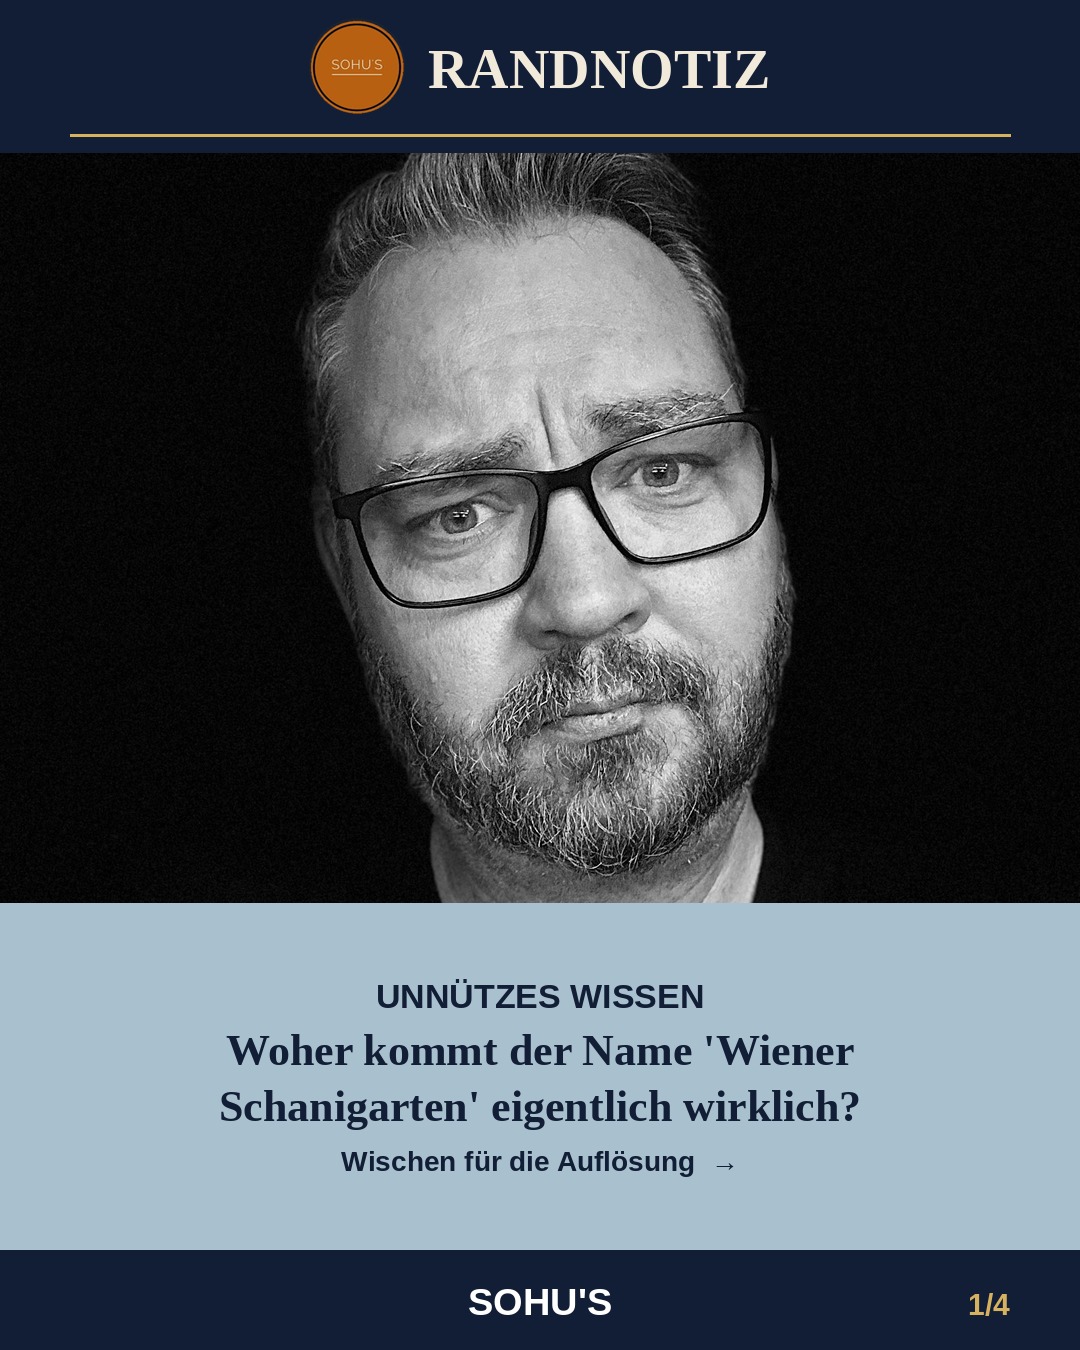 SOHU'S
RANDNOTIZ
UNNÜTZES WISSEN
Woher kommt der Name 'Wiener
Schanigarten' eigentlich wirklich?
Wischen für die Auflösung →
SOHU'S
1/4